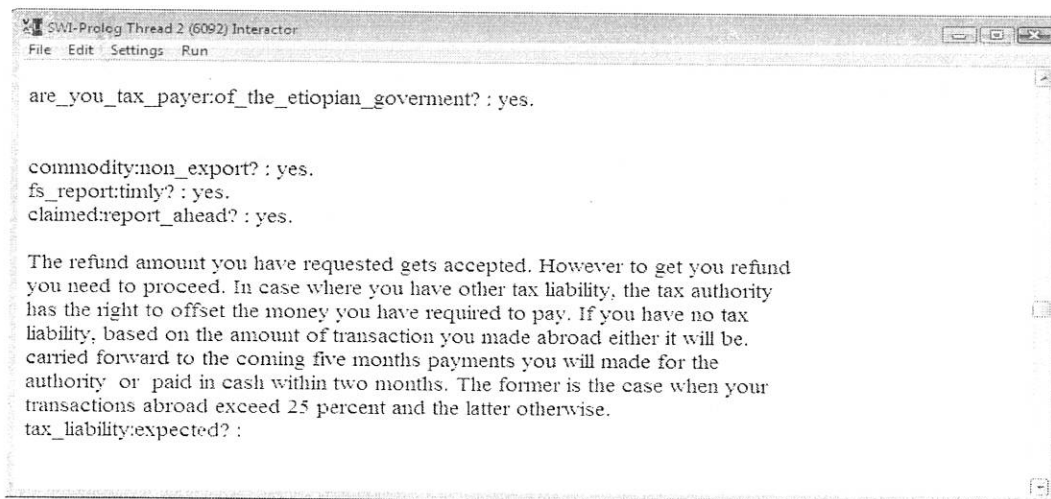 SWI-Prolog Thread 2 (6092) Interactor
File Edit Settings Run
are_you_tax_payer:of_the_etiopian_goverment? : yes.
commodity:non_export? : yes.
fs_report:timly? : yes.
claimed:report_ahead? : yes.
The refund amount you have requested gets accepted. However to get you refund
you need to proceed. In case where you have other tax liability, the tax authority
has the right to offset the money you have required to pay. If you have no tax
liability, based on the amount of transaction you made abroad either it will be.
carried forward to the coming five months payments you will made for the
authority or paid in cash within two months. The former is the case when your
transactions abroad exceed 25 percent and the latter otherwise.
tax_liability:expected? :